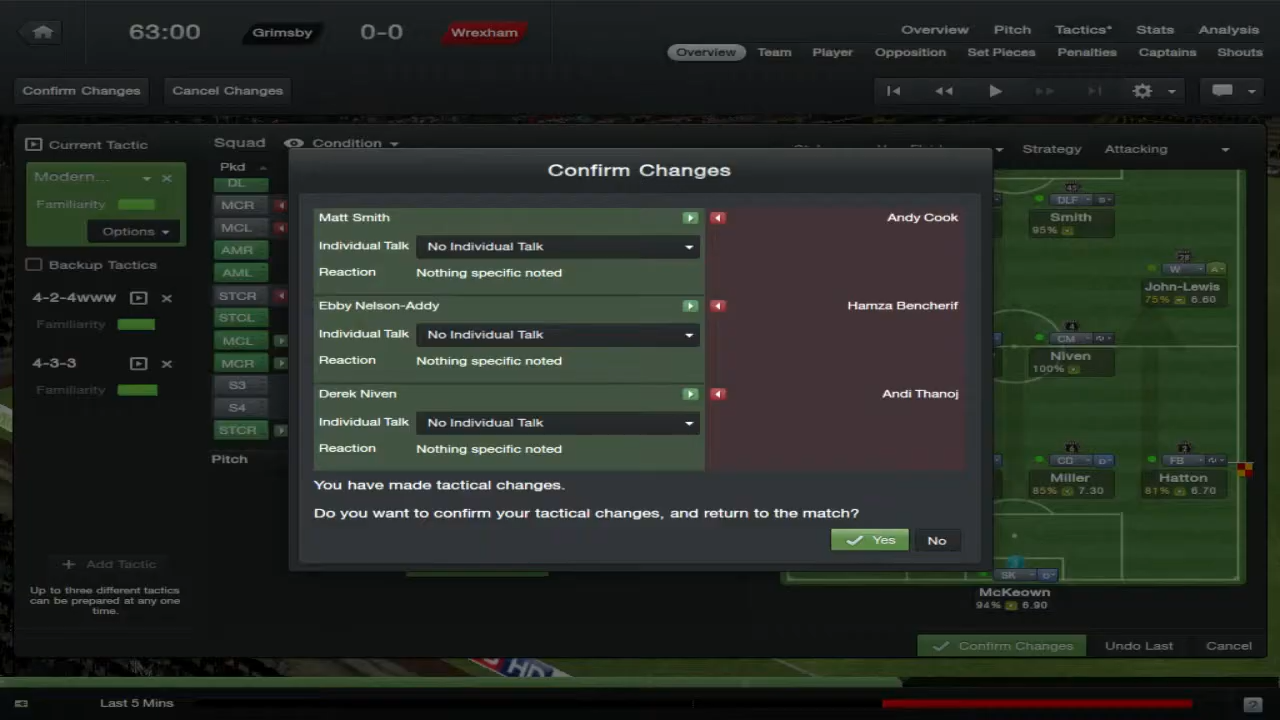 63:00 Grimsby 0-0 Wrexham
Overview Pitch Tactics* Stats Analysis
Overview Team Player Opposition Set Pieces Penalties Captains Shouts
Confirm Changes Cancel Changes
Current Tactic
Modern...
Familiarity
Options
Backup Tactics
4-2-4www
Familiarity
4-3-3
Familiarity
Add Tactic
Up to three different tactics
can be prepared at any one
time.
Squad Condition
Pkd
DL
MCR
MCL
AMR
AML
STCR
STCL
MCL
MCR
S3
S4
STCR
Pitch
Confirm Changes
Matt Smith Andy Cook
Individual Talk No Individual Talk
Reaction Nothing specific noted
Ebby Nelson-Addy Hamza Bencherif
Individual Talk No Individual Talk
Reaction Nothing specific noted
Derek Niven Andi Thanoj
Individual Talk No Individual Talk
Reaction Nothing specific noted
You have made tactical changes.
Do you want to confirm your tactical changes, and return to the match?
Yes No
Strategy Attacking
DLF
Smith
95%
W A
John-Lewis
75% 6.60
4
CM
Niven
100%
6
CD D
Miller
85% 7.30
2
FB
Hatton
81% 6.70
SK D
McKeown
94% 6.90
Confirm Changes Undo Last Cancel
Last 5 Mins
?